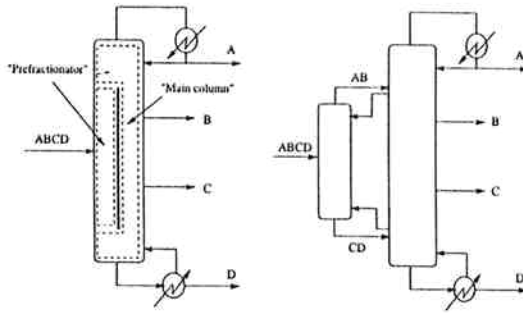 A
"Prefractionator"
"Main column"
B
ABCD
C
D
A
AB
B
ABCD
C
CD
D